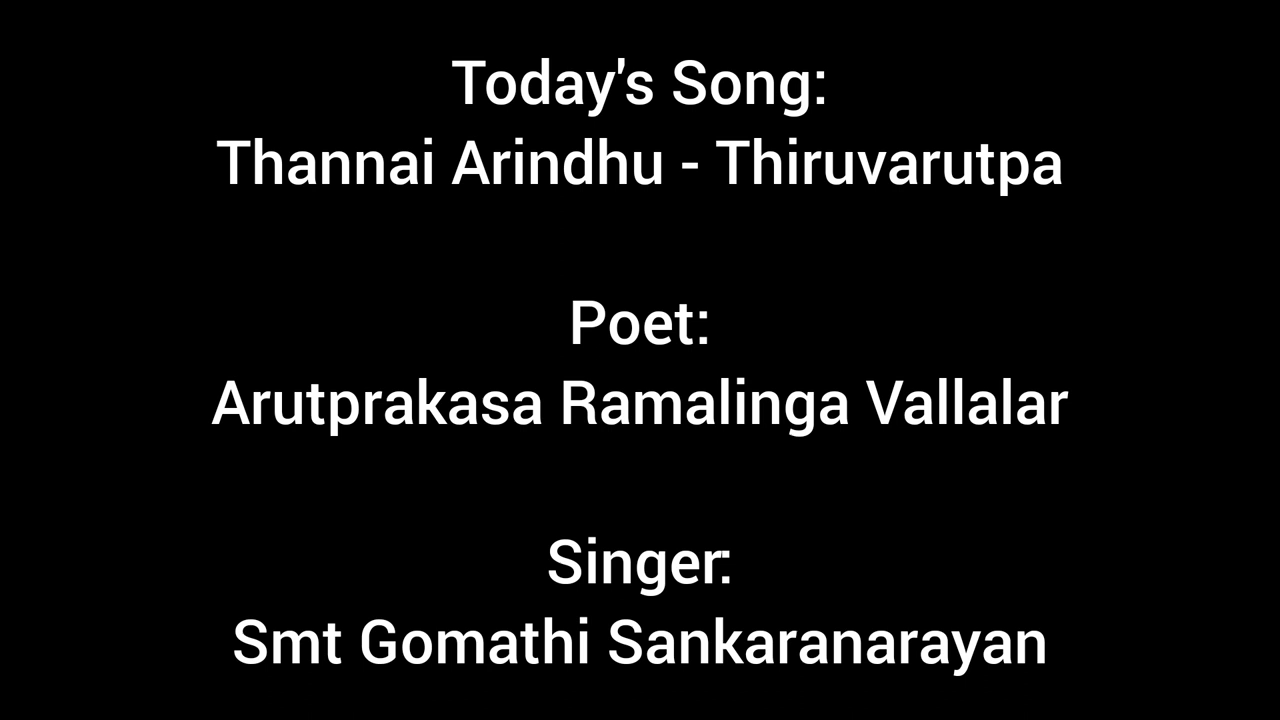 Today's Song:
Thannai Arindhu - Thiruvarutpa
Poet:
Arutprakasa Ramalinga Vallalar
Singer:
Smt Gomathi Sankaranarayan